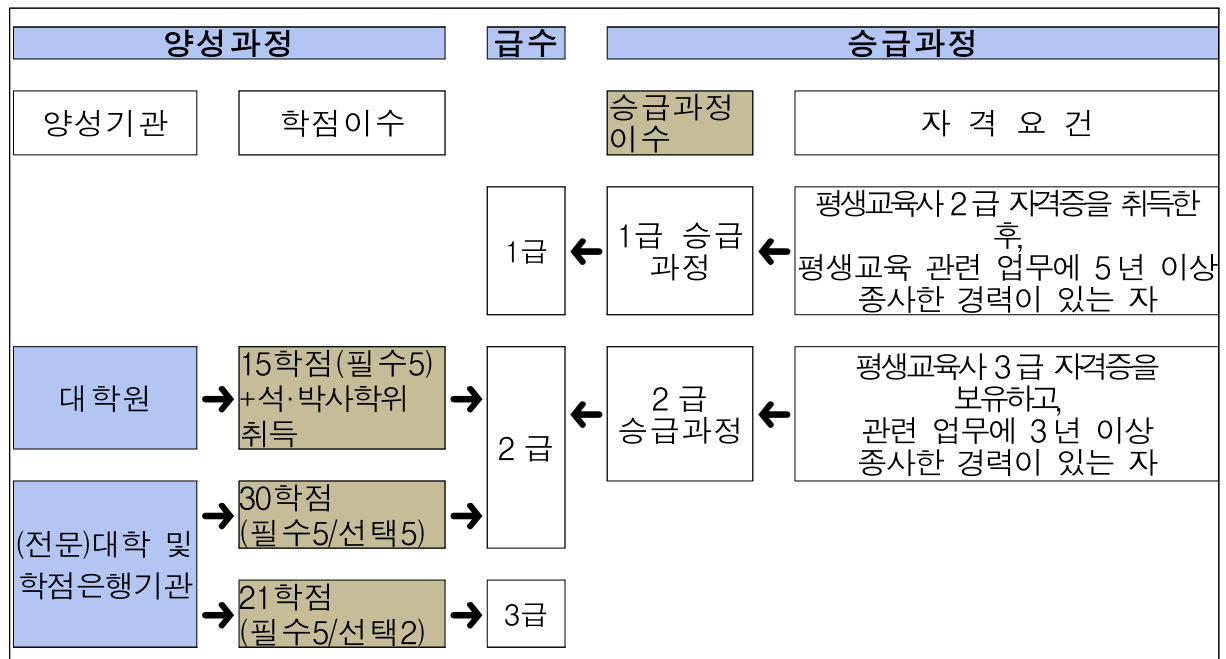 양성과정 급수 승급과정
양성기관 학점이수 승급과정
이수 자 격 요 건
1급 1급 승급
과정 평생교육사 2급 자격증을 취득한
후,
평생교육 관련 업무에 5년 이상
종사한 경력이 있는 자
대학원 15학점(필수5)
+석·박사학위
취득
2 급
2 급
승급과정
평생교육사 3급 자격증을
보유하고,
관련 업무에 3년 이상
종사한 경력이 있는 자
(전문)대학 및
학점은행기관
30학점
(필수5/선택5)
21학점
(필수5/선택2)
3급